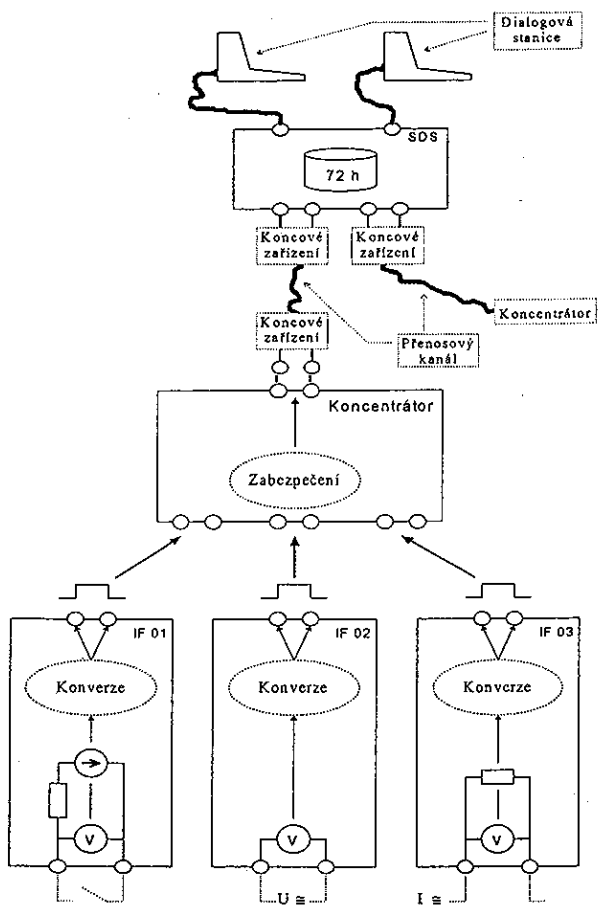 Dialogová
stanice
SDS
72 h
Koncové
zařízení
Koncové
zařízení
Koncentrátor
Koncové
zařízení
Přenosový
kanál
Koncentrátor
Zabezpečení
IF 01
IF 02
IF 03
Konverze
Konverze
Konverze
V
V
V
U ≅
I ≅